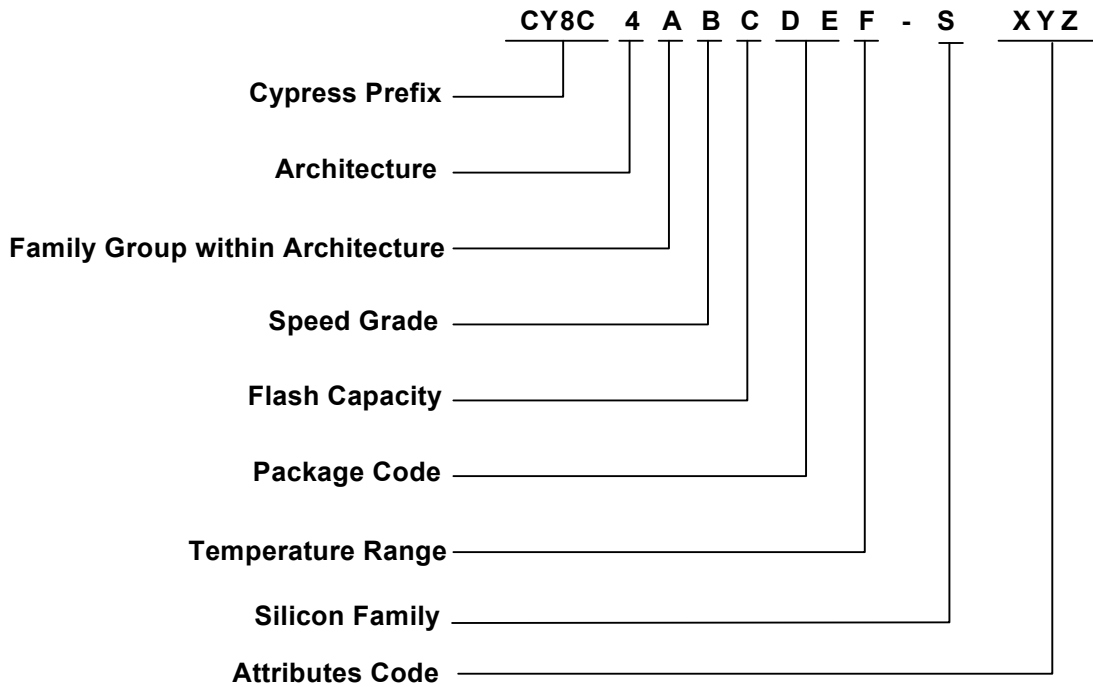 CY8C 4 A B C D E F - S XYZ
Cypress Prefix
Architecture
Family Group within Architecture
Speed Grade
Flash Capacity
Package Code
Temperature Range
Silicon Family
Attributes Code